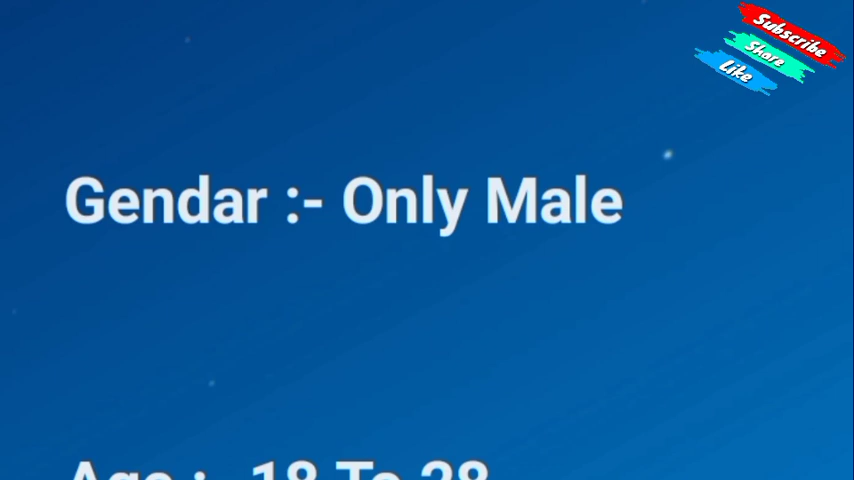 Subscribe
Share
Like
Gendar :- Only Male
Age :- 18 To 28